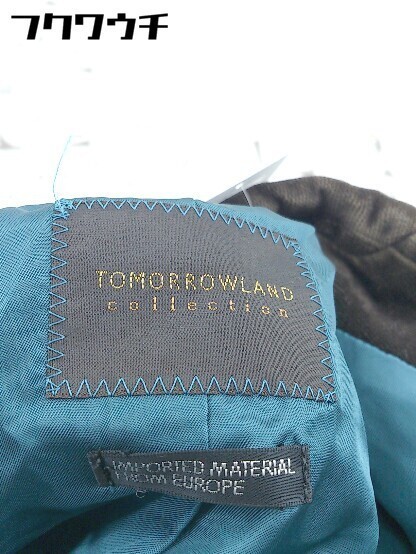 フクワウチ
TOMORROWLAND
collection
IMPORTED MATERIAL
FROM EUROPE